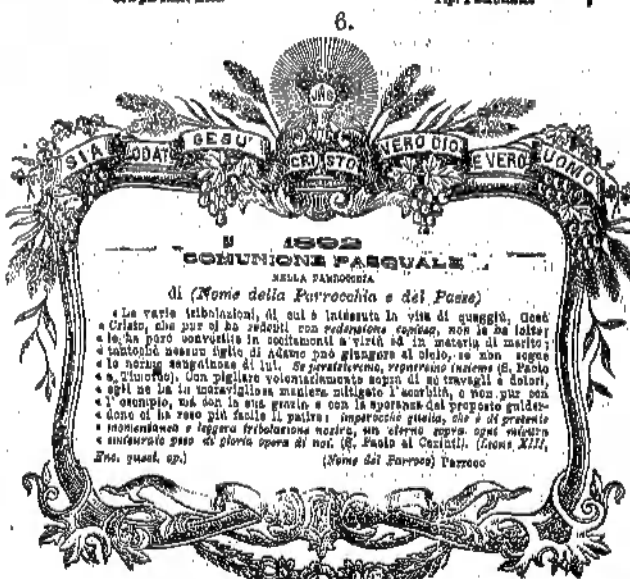 6.
JHS
SIA LODATO GESU' CRISTO VERO DIO E VERO UOMO
1892
COMUNIONE PASQUALE
NELLA PARROCCHIA
di (Nome della Parrocchia e del Paese)
« Le varie tribolazioni, di cui è intessuta la vita di quaggiù, Gesù
« Cristo, che pur ci ha redenti con redenzione copiosa, non le ha tolte;
« le ha però convertite in eccitamenti a virtù ed in materia di merito;
« tantochè nessun figlio di Adamo può giungere al cielo, se non segue
« le norme sanguinose di lui. Se persisteremo, regneremo insieme (S. Paolo
« a Timoteo). Con pigliare volontariamente sopra di sè travagli e dolori,
« egli ne ha in maravigliosa maniera mitigato l'acerbità, e non pur con
« l'esempio, ma con la sua grazia e con la speranza del proposto guider-
« done ci ha reso più facile il patire: imperocchè quella, che è di presente
« momentanea e leggera tribolazione nostra, un eterno sopra ogni misura
« smisurato peso di gloria opera di noi. (S. Paolo ai Corinti). (Leone XIII,
Enc. quest. ap.)
(Nome del Parroco) Parroco